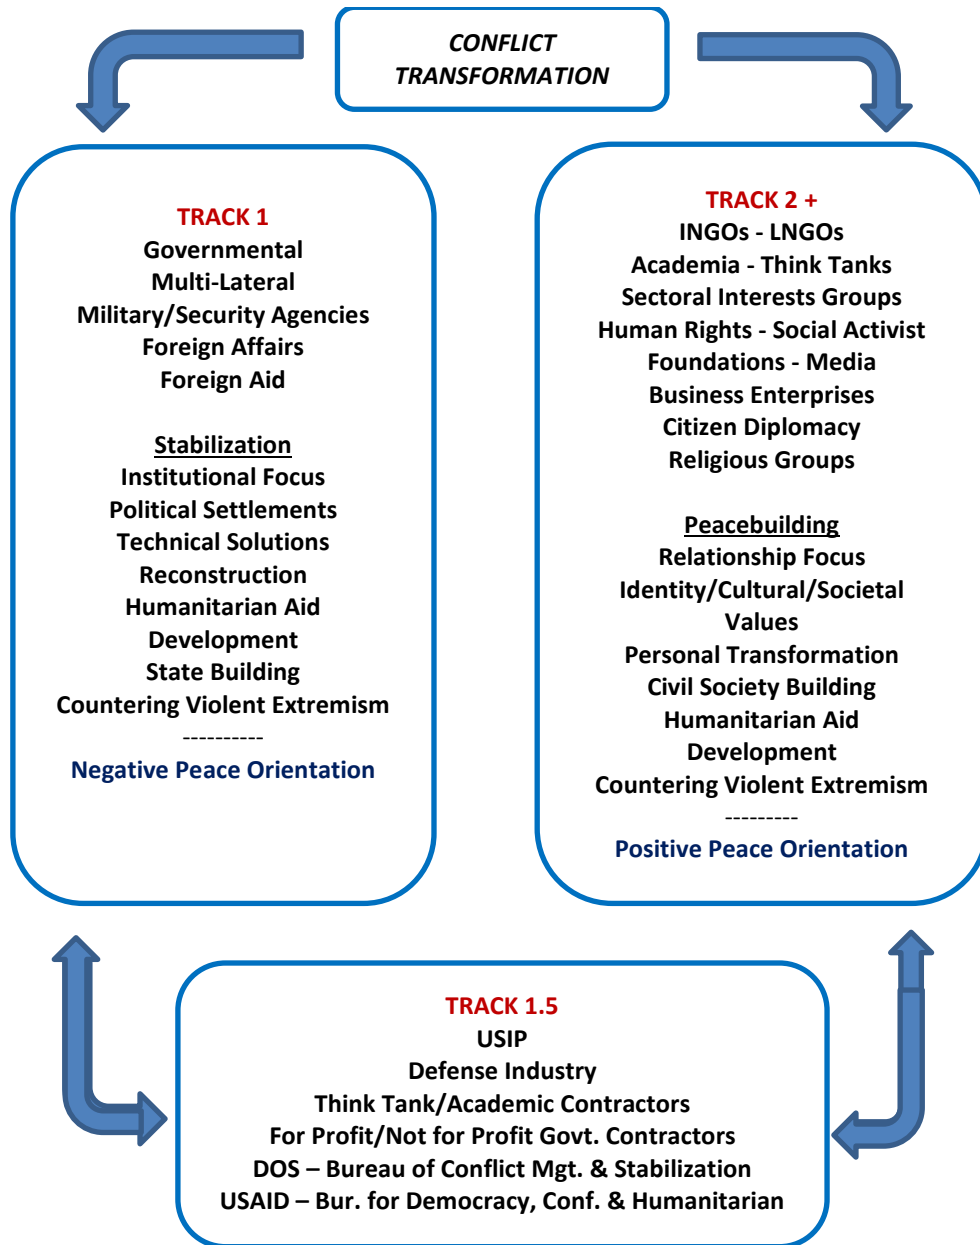 CONFLICT
TRANSFORMATION
TRACK 1
Governmental
Multi-Lateral
Military/Security Agencies
Foreign Affairs
Foreign Aid
Stabilization
Institutional Focus
Political Settlements
Technical Solutions
Reconstruction
Humanitarian Aid
Development
State Building
Countering Violent Extremism
----------
Negative Peace Orientation
TRACK 2 +
INGOs - LNGOs
Academia - Think Tanks
Sectoral Interests Groups
Human Rights - Social Activist
Foundations - Media
Business Enterprises
Citizen Diplomacy
Religious Groups
Peacebuilding
Relationship Focus
Identity/Cultural/Societal
Values
Personal Transformation
Civil Society Building
Humanitarian Aid
Development
Countering Violent Extremism
---------
Positive Peace Orientation
TRACK 1.5
USIP
Defense Industry
Think Tank/Academic Contractors
For Profit/Not for Profit Govt. Contractors
DOS – Bureau of Conflict Mgt. & Stabilization
USAID – Bur. for Democracy, Conf. & Humanitarian